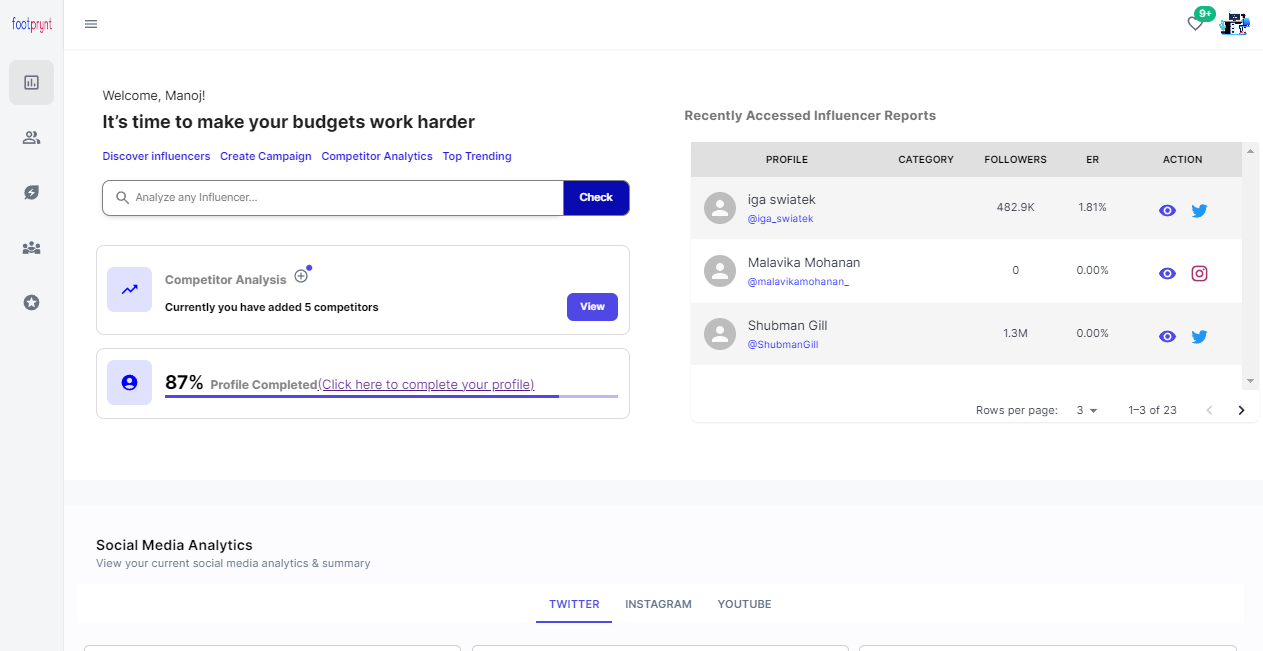 footprynt
9+
Welcome, Manoj!
It's time to make your budgets work harder
Discover influencers Create Campaign Competitor Analytics Top Trending
Analyze any Influencer...
Check
Competitor Analysis
Currently you have added 5 competitors
View
87% Profile Completed(Click here to complete your profile)
Recently Accessed Influencer Reports
PROFILE CATEGORY FOLLOWERS ER ACTION
iga swiatek
@iga_swiatek
482.9K 1.81%
Malavika Mohanan
@malavikamohanan_
0 0.00%
Shubman Gill
@ShubmanGill
1.3M 0.00%
Rows per page: 3 1–3 of 23
Social Media Analytics
View your current social media analytics & summary
TWITTER INSTAGRAM YOUTUBE